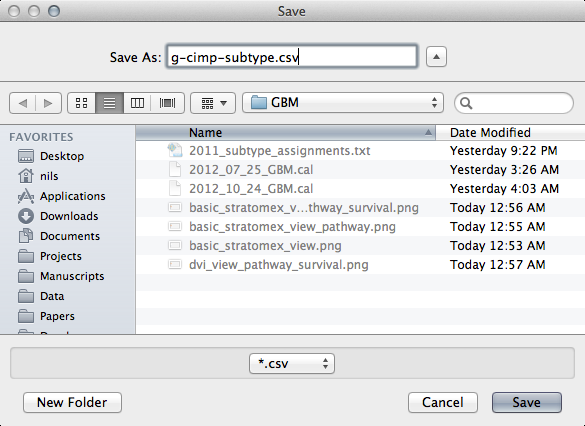 Save
Save As: g-cimp-subtype.csv
GBM
FAVORITES
Desktop
nils
Applications
Downloads
Documents
Projects
Manuscripts
Data
Papers
Name Date Modified
2011_subtype_assignments.txt Yesterday 9:22 PM
2012_07_25_GBM.cal Yesterday 3:26 AM
2012_10_24_GBM.cal Yesterday 4:03 AM
basic_stratomex_v...thway_survival.png Today 12:56 AM
basic_stratomex_view_pathway.png Today 12:55 AM
basic_stratomex_view.png Today 12:53 AM
dvi_view_pathway_survival.png Today 12:57 AM
*.csv
New Folder Cancel Save